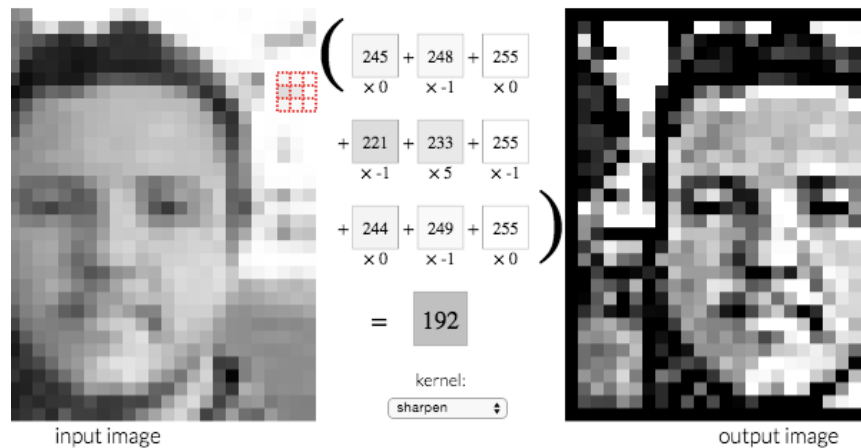 ( 245 + 248 + 255
× 0 × -1 × 0
+ 221 + 233 + 255
× -1 × 5 × -1
+ 244 + 249 + 255 )
× 0 × -1 × 0
= 192
kernel:
sharpen
input image
output image